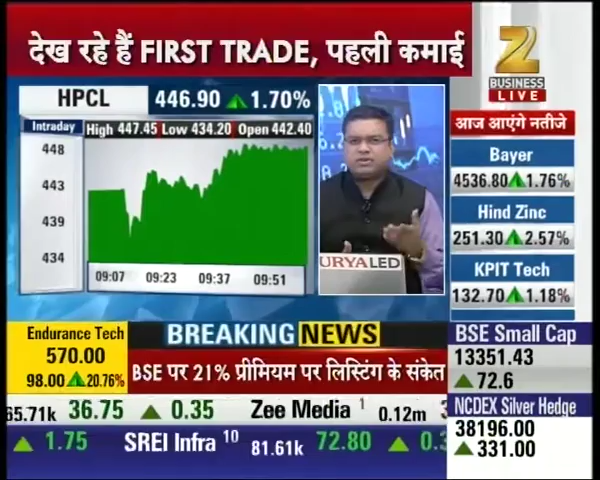 देख रहे हैं FIRST TRADE, पहली कमाई
Z
BUSINESS
LIVE
HPCL 446.90 1.70%
Intraday High 447.45 Low 434.20 Open 442.40
448
443
439
434
09:07 09:23 09:37 09:51
URYA LED
आज आएंगे नतीजे
Bayer
4536.80 1.76%
Hind Zinc
251.30 2.57%
KPIT Tech
132.70 1.18%
Endurance Tech
570.00
98.00 20.76%
BREAKING NEWS
BSE पर 21% प्रीमियम पर लिस्टिंग के संकेत
BSE Small Cap
13351.43
72.6
NCDEX Silver Hedge
38196.00
331.00
65.71k 36.75 0.35 Zee Media 1 0.12m
1.75 SREI Infra 10 81.61k 72.80